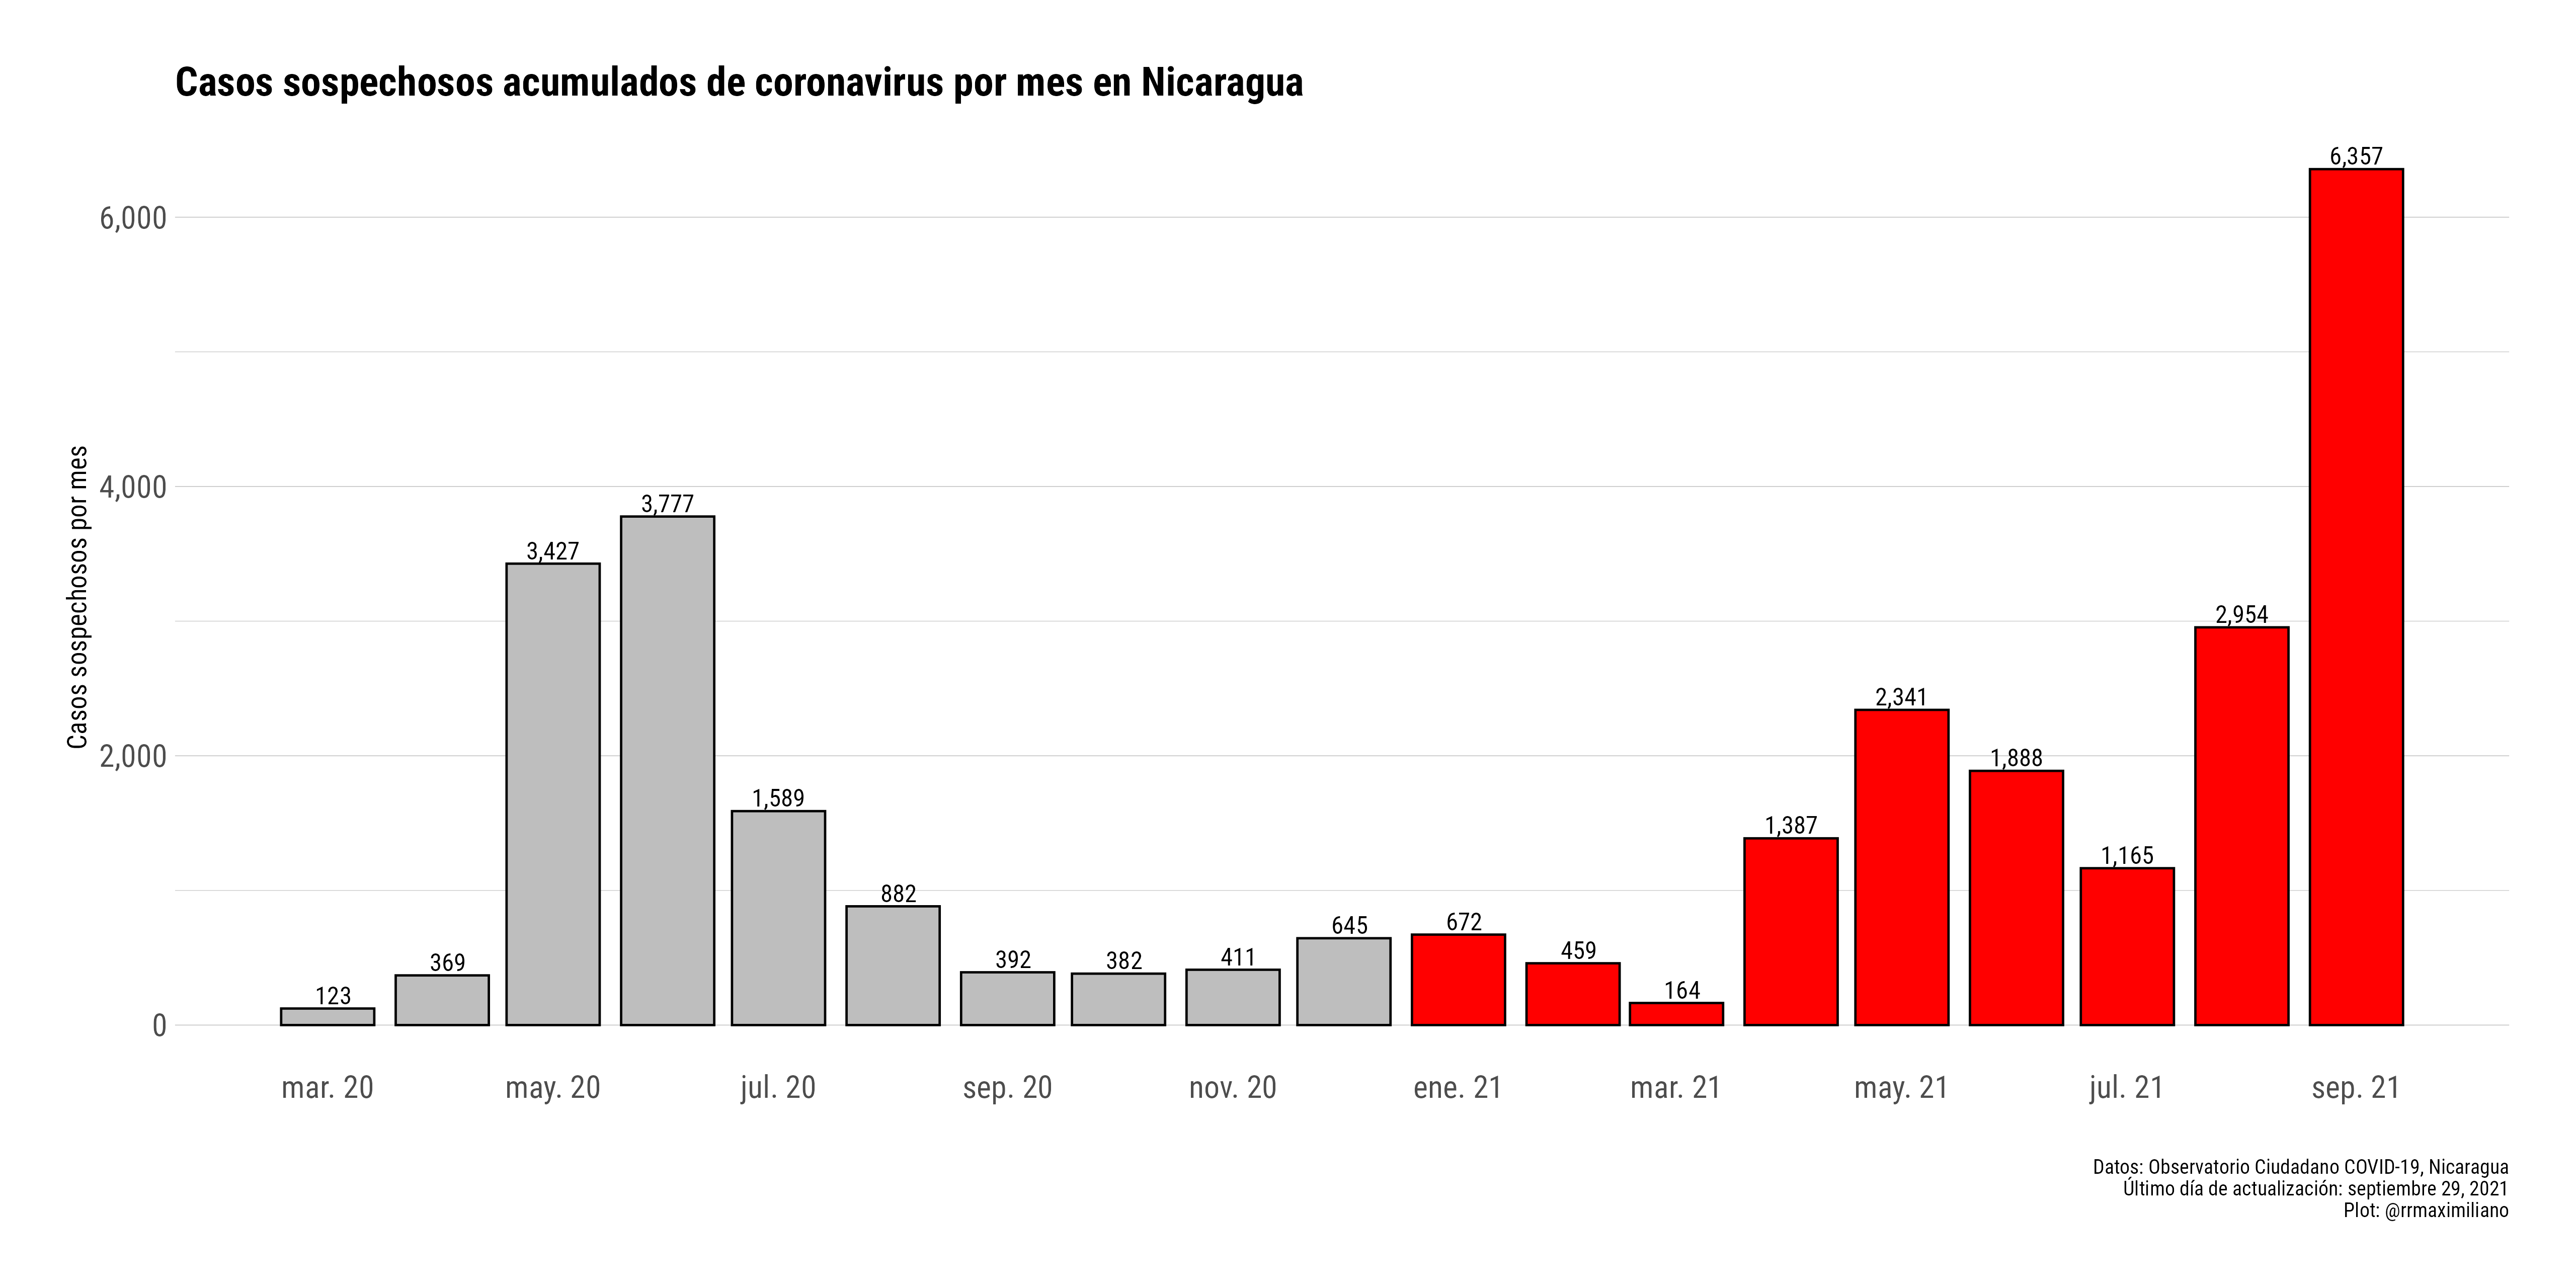 Casos sospechosos acumulados de coronavirus por mes en Nicaragua
Casos sospechosos por mes
6,000
4,000
2,000
0
123
369
3,427
3,777
1,589
882
392
382
411
645
672
459
164
1,387
2,341
1,888
1,165
2,954
6,357
mar. 20
may. 20
jul. 20
sep. 20
nov. 20
ene. 21
mar. 21
may. 21
jul. 21
sep. 21
Datos: Observatorio Ciudadano COVID-19, Nicaragua
Último día de actualización: septiembre 29, 2021
Plot: @rrmaximiliano